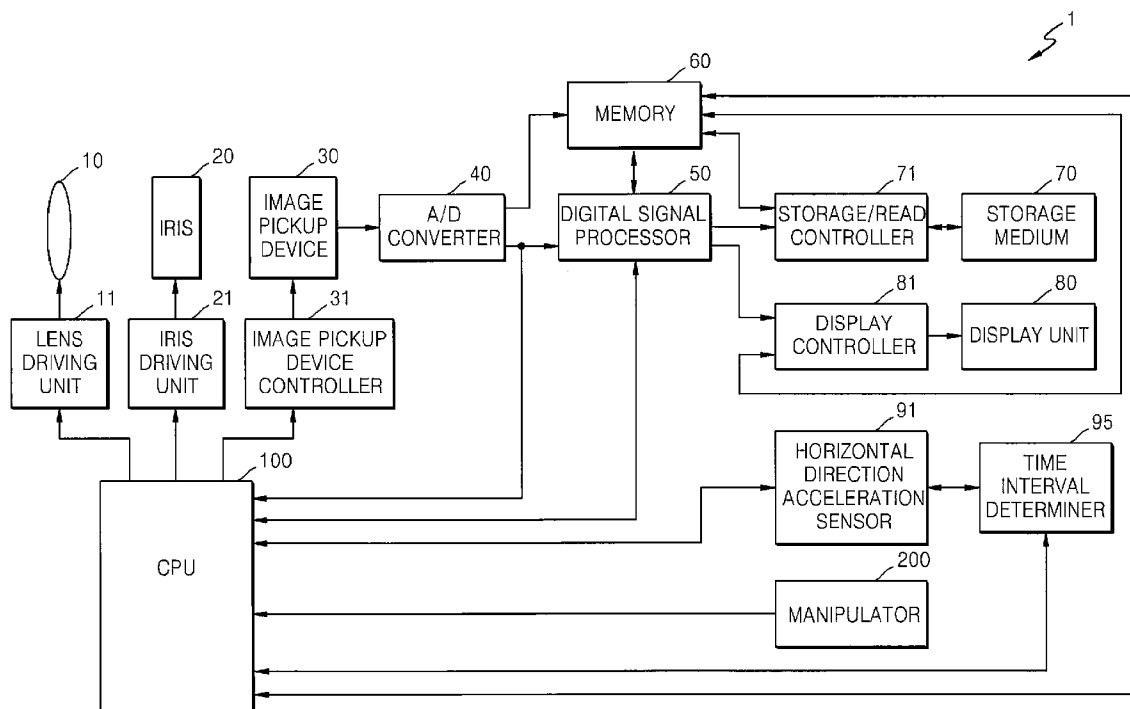 1
60
MEMORY
10
20
IRIS
30
IMAGE
PICKUP
DEVICE
40
A/D
CONVERTER
50
DIGITAL SIGNAL
PROCESSOR
71
STORAGE/READ
CONTROLLER
70
STORAGE
MEDIUM
11
LENS
DRIVING
UNIT
21
IRIS
DRIVING
UNIT
31
IMAGE PICKUP
DEVICE
CONTROLLER
81
DISPLAY
CONTROLLER
80
DISPLAY UNIT
91
HORIZONTAL
DIRECTION
ACCELERATION
SENSOR
95
TIME
INTERVAL
DETERMINER
100
CPU
200
MANIPULATOR